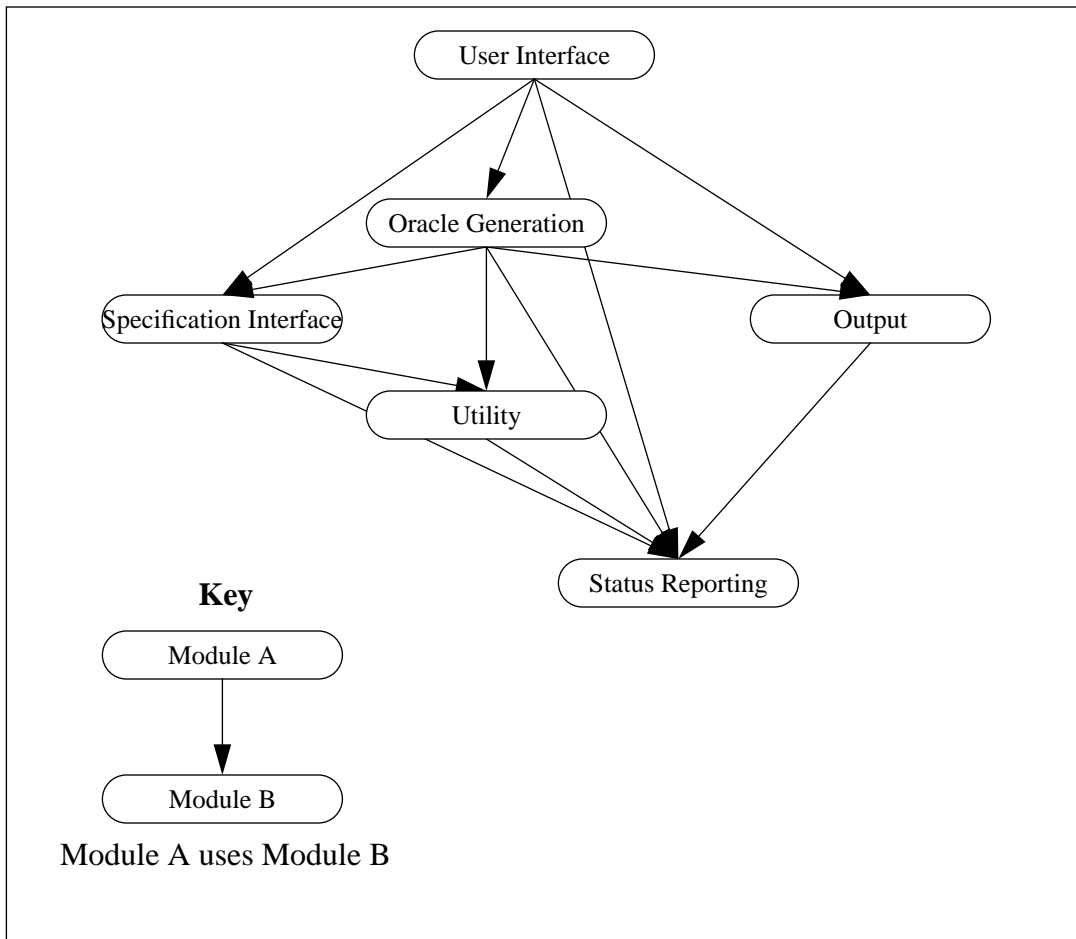 User Interface
Oracle Generation
Specification Interface
Output
Utility
Status Reporting
Key
Module A
Module B
Module A uses Module B